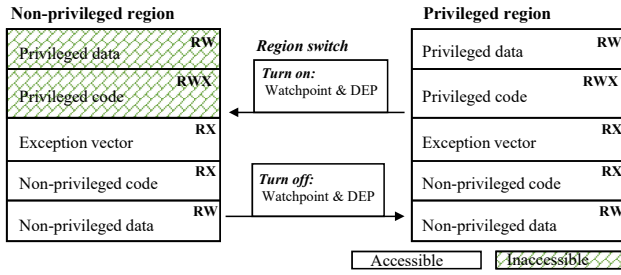 Non-privileged region
Privileged region
Region switch
RW
Privileged data
RWX
Privileged code
RX
Exception vector
RX
Non-privileged code
RW
Non-privileged data
Turn on:
Watchpoint & DEP
Turn off:
Watchpoint & DEP
RW
Privileged data
RWX
Privileged code
RX
Exception vector
RX
Non-privileged code
RW
Non-privileged data
Accessible
Inaccessible